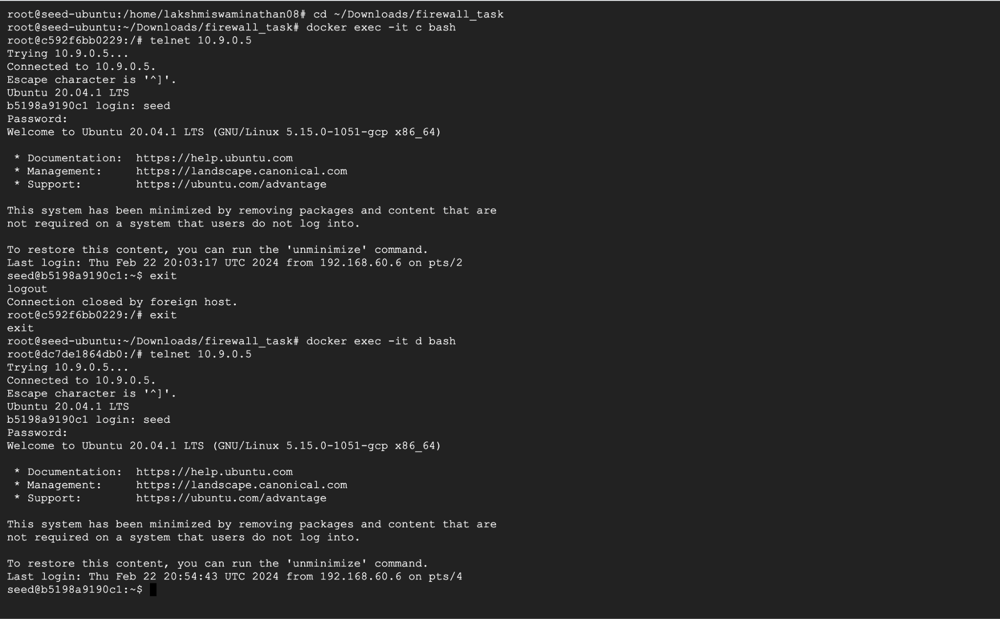 root@seed-ubuntu:/home/lakshmiswaminathan08# cd ~/Downloads/firewall_task
root@seed-ubuntu:~/Downloads/firewall_task# docker exec -it c bash
root@c592f6bb0229:/# telnet 10.9.0.5
Trying 10.9.0.5...
Connected to 10.9.0.5.
Escape character is '^]'.
Ubuntu 20.04.1 LTS
b5198a9190c1 login: seed
Password:
Welcome to Ubuntu 20.04.1 LTS (GNU/Linux 5.15.0-1051-gcp x86_64)

 * Documentation:  https://help.ubuntu.com
 * Management:     https://landscape.canonical.com
 * Support:        https://ubuntu.com/advantage

This system has been minimized by removing packages and content that are
not required on a system that users do not log into.

To restore this content, you can run the 'unminimize' command.
Last login: Thu Feb 22 20:03:17 UTC 2024 from 192.168.60.6 on pts/2
seed@b5198a9190c1:~$ exit
logout
Connection closed by foreign host.
root@c592f6bb0229:/# exit
exit
root@seed-ubuntu:~/Downloads/firewall_task# docker exec -it d bash
root@dc7de1864db0:/# telnet 10.9.0.5
Trying 10.9.0.5...
Connected to 10.9.0.5.
Escape character is '^]'.
Ubuntu 20.04.1 LTS
b5198a9190c1 login: seed
Password:
Welcome to Ubuntu 20.04.1 LTS (GNU/Linux 5.15.0-1051-gcp x86_64)

 * Documentation:  https://help.ubuntu.com
 * Management:     https://landscape.canonical.com
 * Support:        https://ubuntu.com/advantage

This system has been minimized by removing packages and content that are
not required on a system that users do not log into.

To restore this content, you can run the 'unminimize' command.
Last login: Thu Feb 22 20:54:43 UTC 2024 from 192.168.60.6 on pts/4
seed@b5198a9190c1:~$